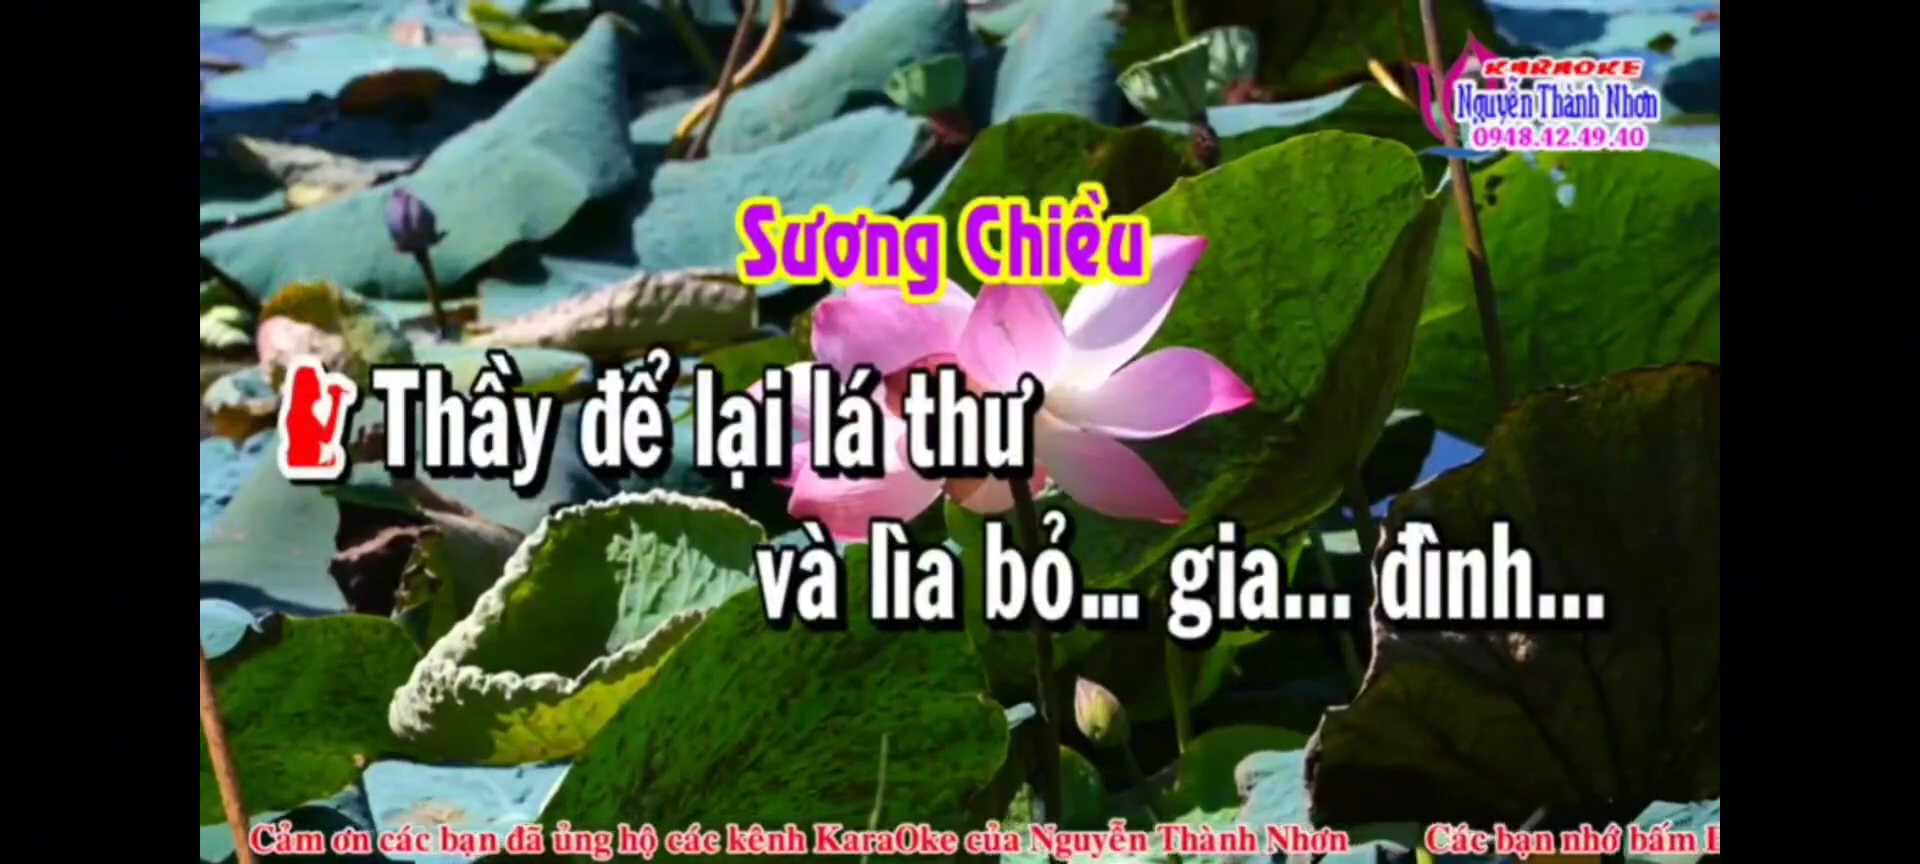 KARAOKE
Nguyễn Thành Nhơn
0948.42.49.40
Sương Chiều
Thầy để lại lá thư
và lìa bỏ... gia... đình...
Cảm ơn các bạn đã ủng hộ các kênh KaraOke của Nguyễn Thành Nhơn Các bạn nhớ bấm